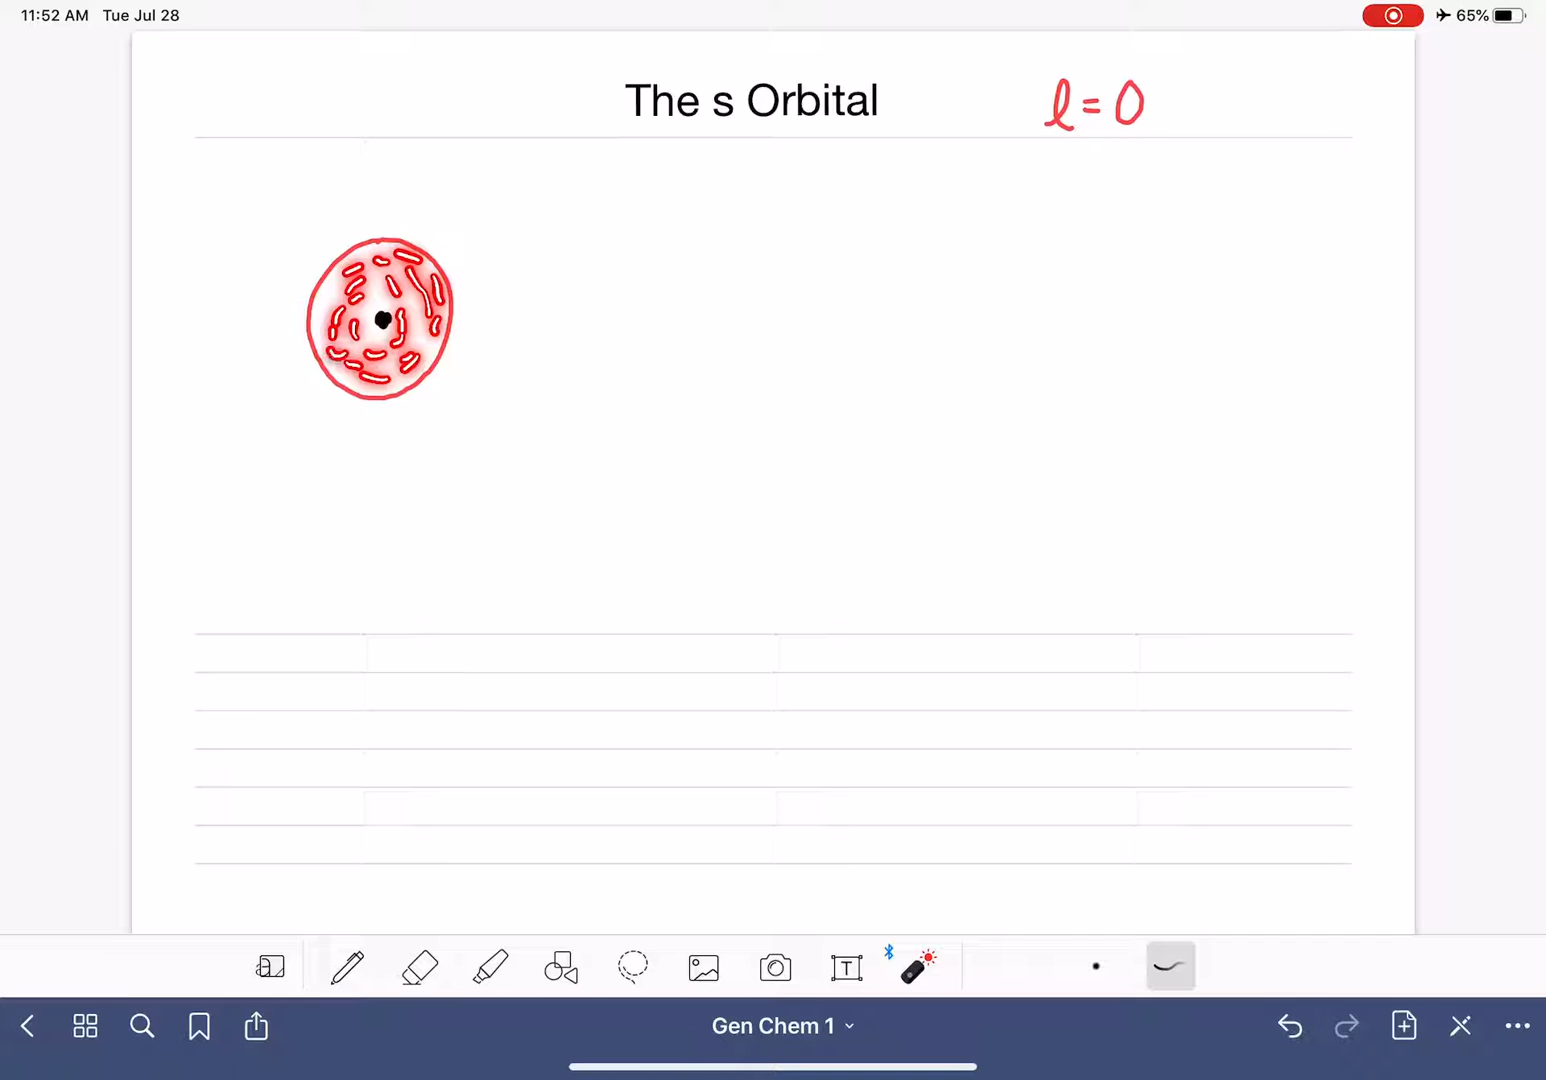 11:52 AM Tue Jul 28
65%
The s Orbital
l = 0
T
Gen Chem 1